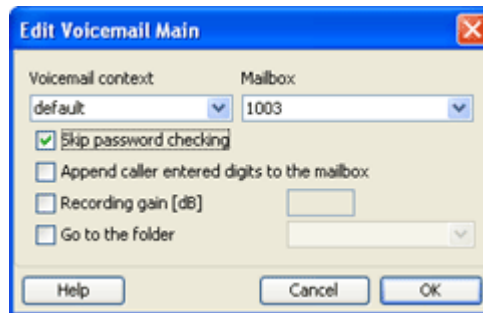 Edit Voicemail Main
Voicemail context Mailbox
default 1003
Skip password checking
Append caller entered digits to the mailbox
Recording gain [dB]
Go to the folder
Help Cancel OK